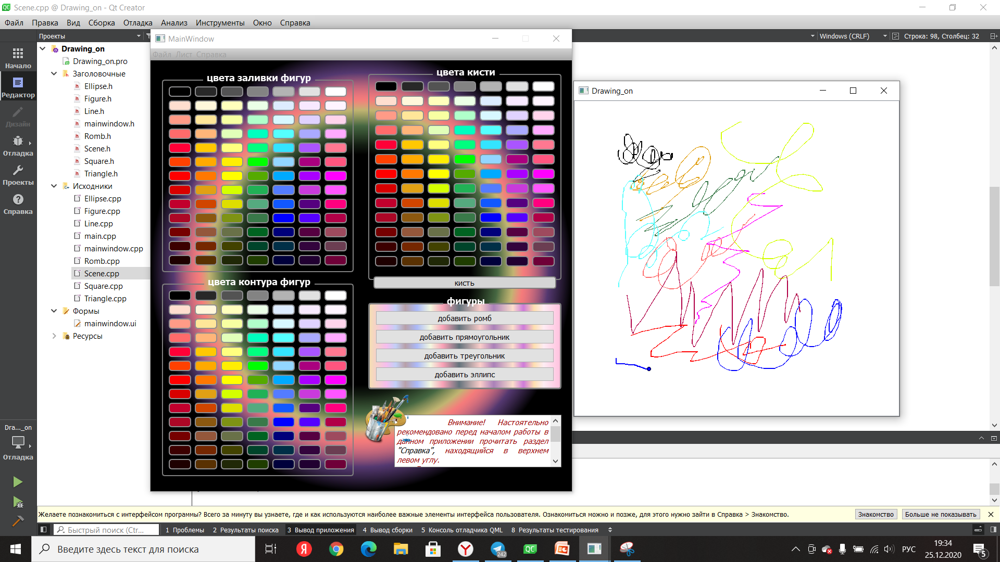 Scene.cpp @ Drawing_on - Qt Creator
Файл Правка Вид Сборка Отладка Анализ Инструменты Окно Справка
Проекты
Windows (CRLF)
Строка: 98, Столбец: 32
Начало
Редактор
Дизайн
Отладка
Проекты
Справка
Drawing_on
Drawing_on.pro
Заголовочные
Ellipse.h
Figure.h
Line.h
mainwindow.h
Romb.h
Scene.h
Square.h
Triangle.h
Исходники
Ellipse.cpp
Figure.cpp
Line.cpp
main.cpp
mainwindow.cpp
Romb.cpp
Scene.cpp
Square.cpp
Triangle.cpp
Формы
mainwindow.ui
Ресурсы
MainWindow
Файл Лист Справка
цвета заливки фигур
цвета кисти
цвета контура фигур
кисть
фигуры
добавить ромб
добавить прямоугольник
добавить треугольник
добавить эллипс
Внимание! Настоятельно
рекомендовано перед началом работы в
данном приложении прочитать раздел
"Справка", находящийся в верхнем
левом углу.
Drawing_on
Dra..._on
Отладка
Желаете познакомиться с интерфейсом программы? Всего за минуту вы узнаете, где и как используются наиболее важные элементы интерфейса пользователя. Ознакомиться можно и позже, для этого нужно зайти в Справка > Знакомство.
Знакомство
Больше не показывать
Быстрый поиск (Ctr...
1 Проблемы
2 Результаты поиска
3 Вывод приложения
4 Вывод сборки
5 Консоль отладчика QML
8 Результаты тестирования
Введите здесь текст для поиска
242
РУС
19:34
25.12.2020
5